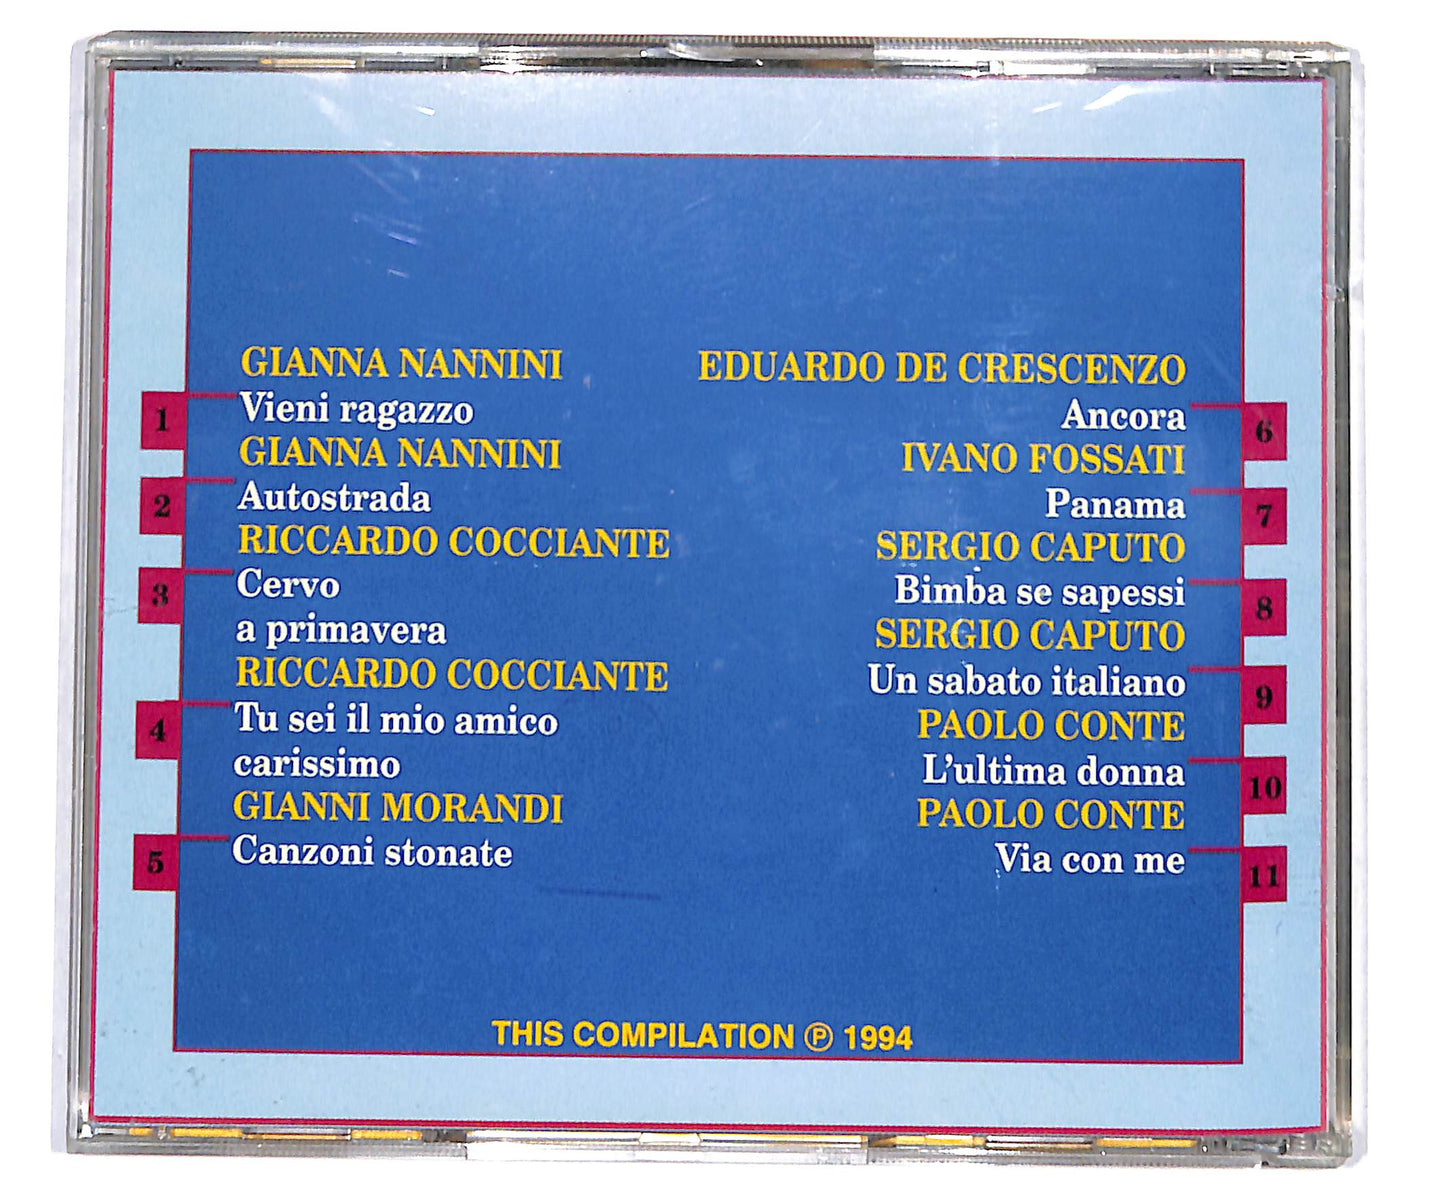 GIANNA NANNINI
1 Vieni ragazzo
GIANNA NANNINI
2 Autostrada
RICCARDO COCCIANTE
3 Cervo
a primavera
RICCARDO COCCIANTE
4 Tu sei il mio amico
carissimo
GIANNI MORANDI
5 Canzoni stonate
EDUARDO DE CRESCENZO
Ancora 6
IVANO FOSSATI
Panama 7
SERGIO CAPUTO
Bimba se sapessi 8
SERGIO CAPUTO
Un sabato italiano 9
PAOLO CONTE
L'ultima donna 10
PAOLO CONTE
Via con me 11
THIS COMPILATION ℗ 1994